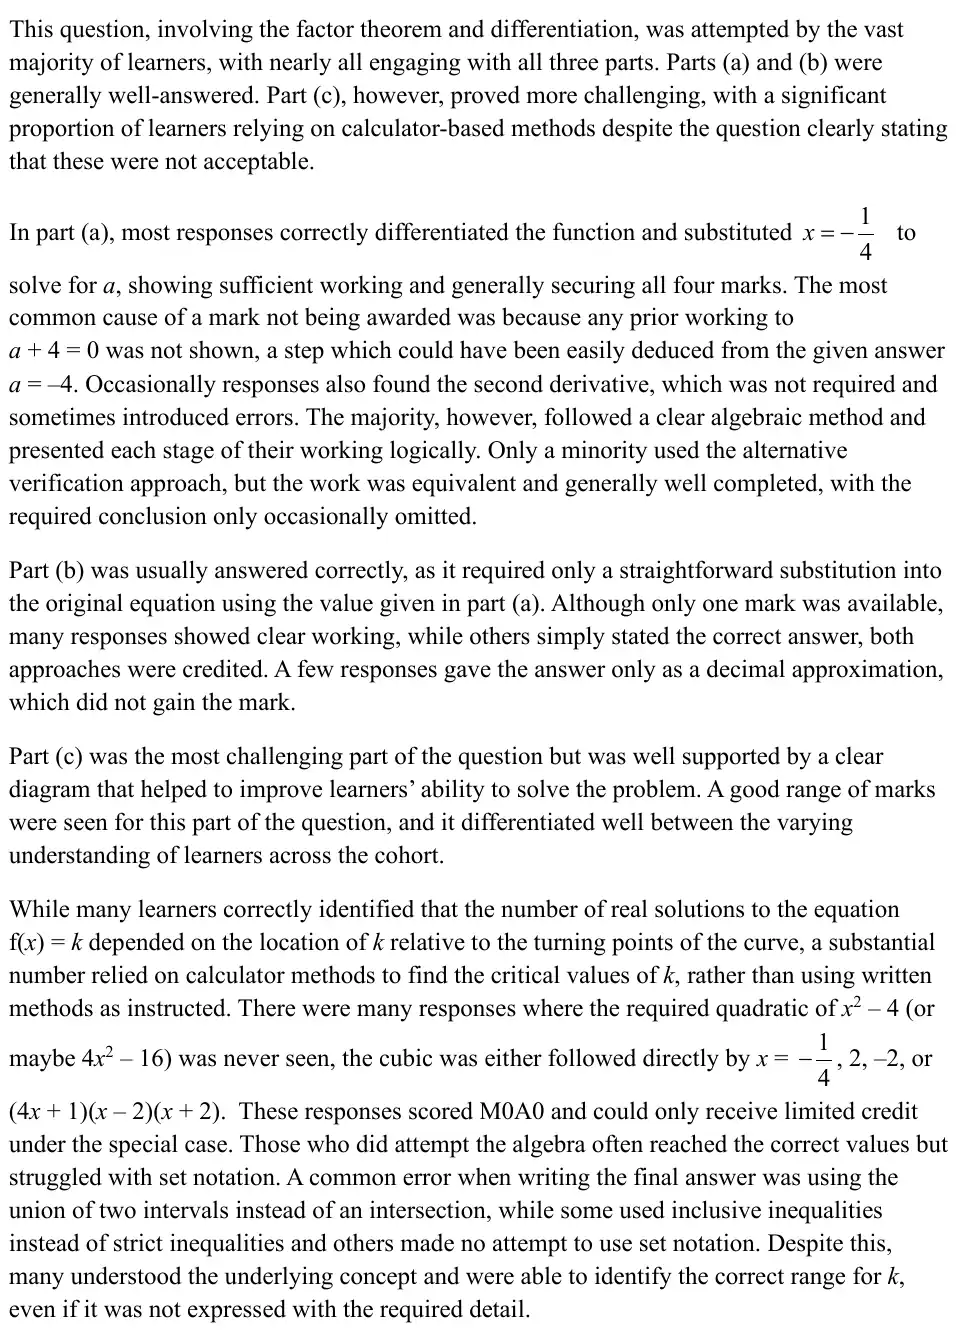 This question, involving the factor theorem and differentiation, was attempted by the vast
majority of learners, with nearly all engaging with all three parts. Parts (a) and (b) were
generally well-answered. Part (c), however, proved more challenging, with a significant
proportion of learners relying on calculator-based methods despite the question clearly stating
that these were not acceptable.
In part (a), most responses correctly differentiated the function and substituted x = −1/4 to
solve for a, showing sufficient working and generally securing all four marks. The most
common cause of a mark not being awarded was because any prior working to
a + 4 = 0 was not shown, a step which could have been easily deduced from the given answer
a = –4. Occasionally responses also found the second derivative, which was not required and
sometimes introduced errors. The majority, however, followed a clear algebraic method and
presented each stage of their working logically. Only a minority used the alternative
verification approach, but the work was equivalent and generally well completed, with the
required conclusion only occasionally omitted.
Part (b) was usually answered correctly, as it required only a straightforward substitution into
the original equation using the value given in part (a). Although only one mark was available,
many responses showed clear working, while others simply stated the correct answer, both
approaches were credited. A few responses gave the answer only as a decimal approximation,
which did not gain the mark.
Part (c) was the most challenging part of the question but was well supported by a clear
diagram that helped to improve learners’ ability to solve the problem. A good range of marks
were seen for this part of the question, and it differentiated well between the varying
understanding of learners across the cohort.
While many learners correctly identified that the number of real solutions to the equation
f(x) = k depended on the location of k relative to the turning points of the curve, a substantial
number relied on calculator methods to find the critical values of k, rather than using written
methods as instructed. There were many responses where the required quadratic of x² – 4 (or
maybe 4x² – 16) was never seen, the cubic was either followed directly by x = −1/4, 2, –2, or
(4x + 1)(x – 2)(x + 2). These responses scored M0A0 and could only receive limited credit
under the special case. Those who did attempt the algebra often reached the correct values but
struggled with set notation. A common error when writing the final answer was using the
union of two intervals instead of an intersection, while some used inclusive inequalities
instead of strict inequalities and others made no attempt to use set notation. Despite this,
many understood the underlying concept and were able to identify the correct range for k,
even if it was not expressed with the required detail.